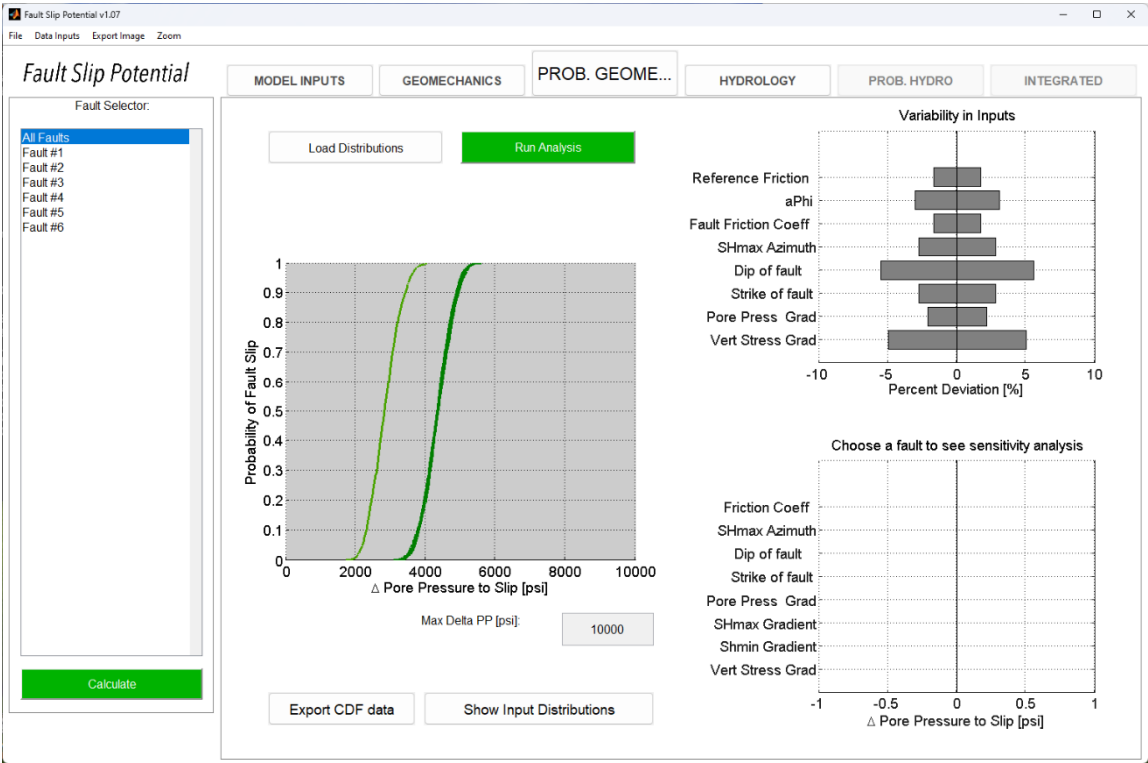 Fault Slip Potential v1.07
File Data Inputs Export Image Zoom
Fault Slip Potential
MODEL INPUTS GEOMECHANICS PROB. GEOME... HYDROLOGY PROB. HYDRO INTEGRATED
Fault Selector:
All Faults
Fault #1
Fault #2
Fault #3
Fault #4
Fault #5
Fault #6
Calculate
Load Distributions Run Analysis
Probability of Fault Slip
1
0.9
0.8
0.7
0.6
0.5
0.4
0.3
0.2
0.1
0
0 2000 4000 6000 8000 10000
Δ Pore Pressure to Slip [psi]
Max Delta PP [psi]: 10000
Export CDF data Show Input Distributions
Variability in Inputs
Reference Friction
aPhi
Fault Friction Coeff
SHmax Azimuth
Dip of fault
Strike of fault
Pore Press Grad
Vert Stress Grad
-10 -5 0 5 10
Percent Deviation [%]
Choose a fault to see sensitivity analysis
Friction Coeff
SHmax Azimuth
Dip of fault
Strike of fault
Pore Press Grad
SHmax Gradient
Shmin Gradient
Vert Stress Grad
-1 -0.5 0 0.5 1
Δ Pore Pressure to Slip [psi]